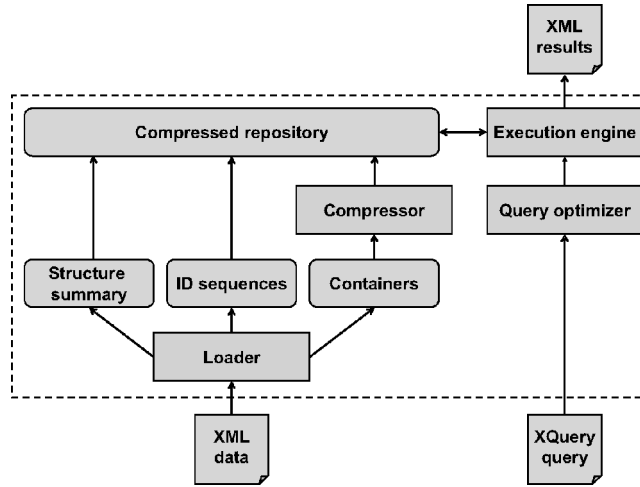 XML
results
Compressed repository
Execution engine
Compressor
Query optimizer
Structure
summary
ID sequences
Containers
Loader
XML
data
XQuery
query